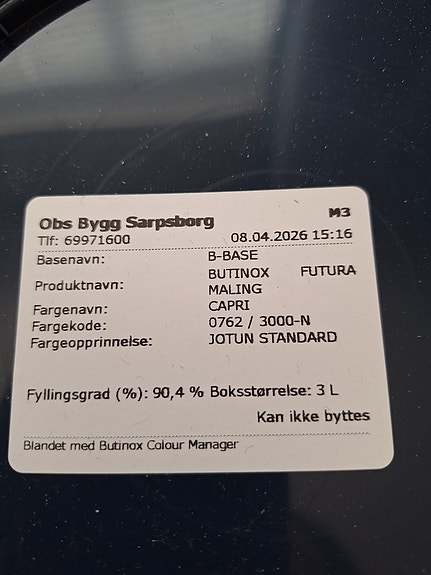 M3
Obs Bygg Sarpsborg
Tlf: 69971600 08.04.2026 15:16
Basenavn: B-BASE
Produktnavn: BUTINOX FUTURA
MALING
Fargenavn: CAPRI
Fargekode: 0762 / 3000-N
Fargeopprinnelse: JOTUN STANDARD
Fyllingsgrad (%): 90,4 % Boksstørrelse: 3 L
Kan ikke byttes
Blandet med Butinox Colour Manager